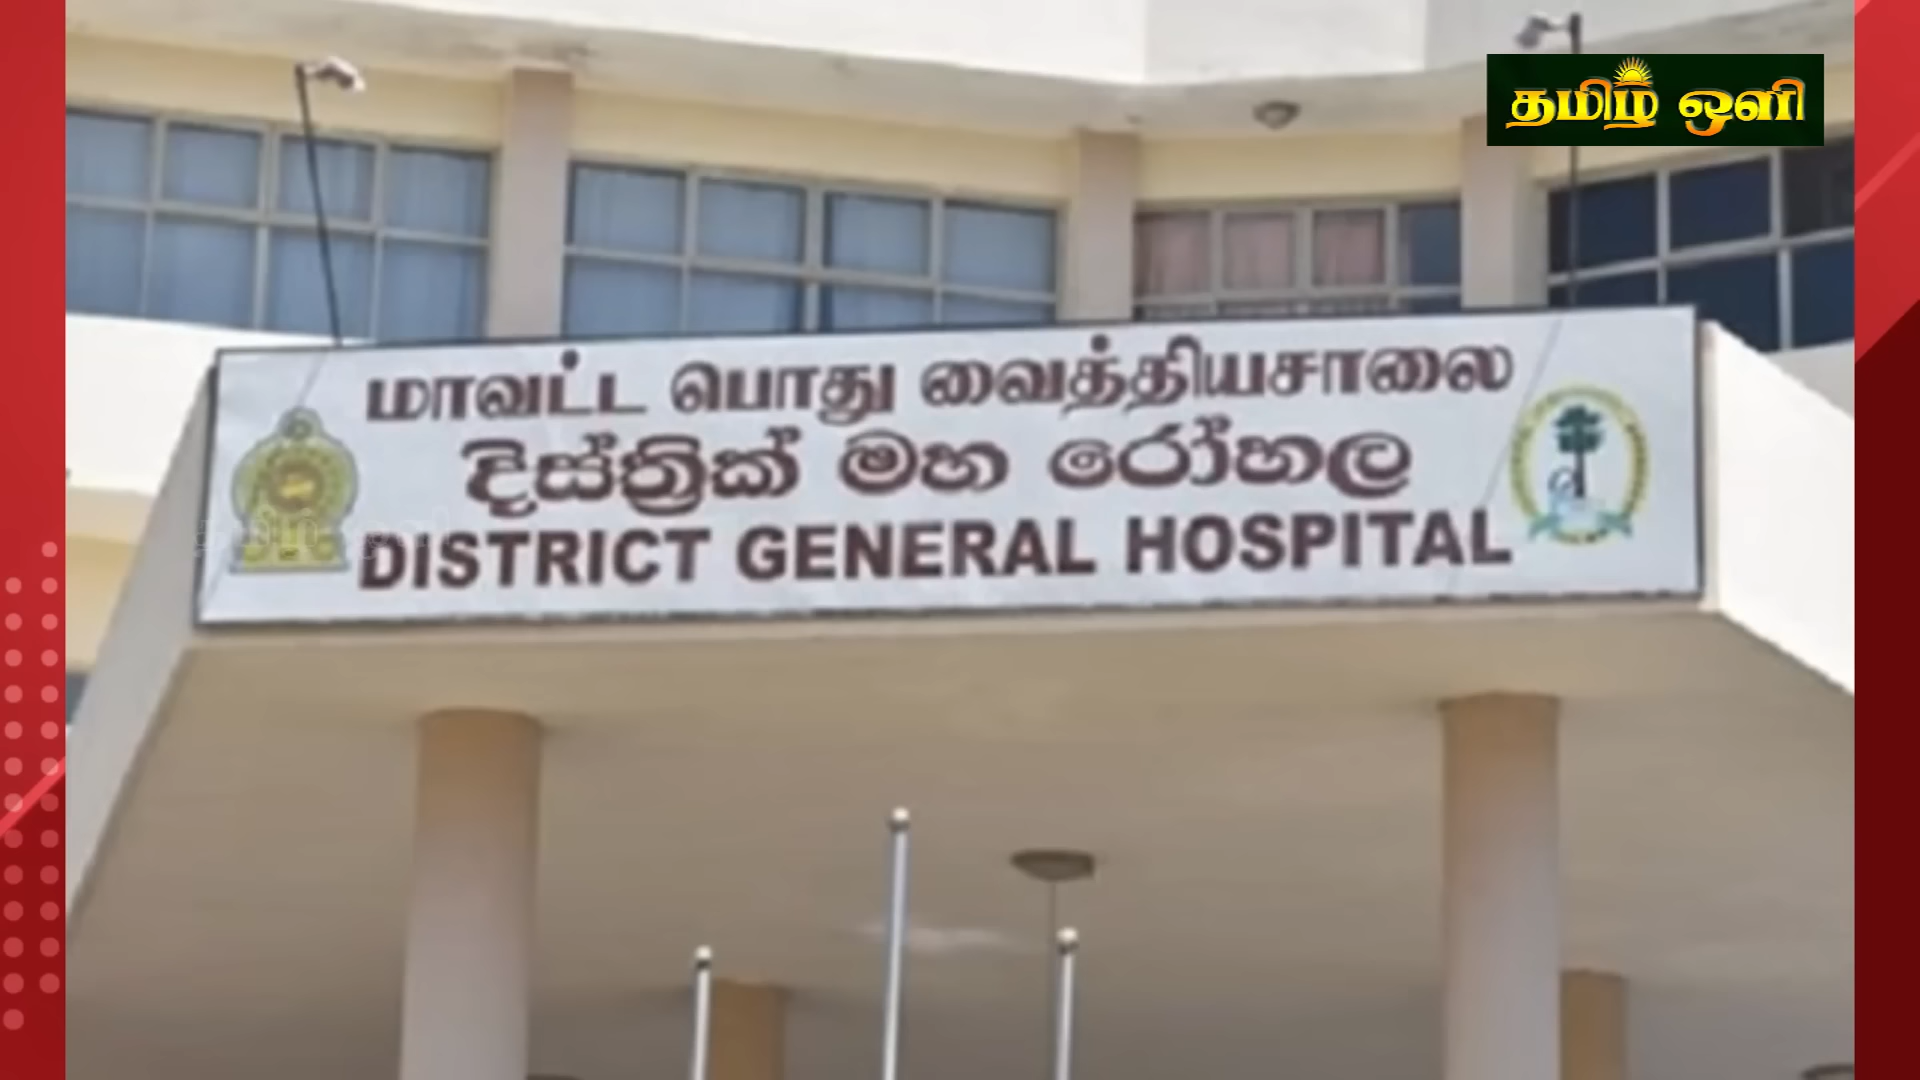 தமிழ் ஒளி
மாவட்ட பொது வைத்தியசாலை
දිස්ත්‍රික් මහ රෝහල
DISTRICT GENERAL HOSPITAL